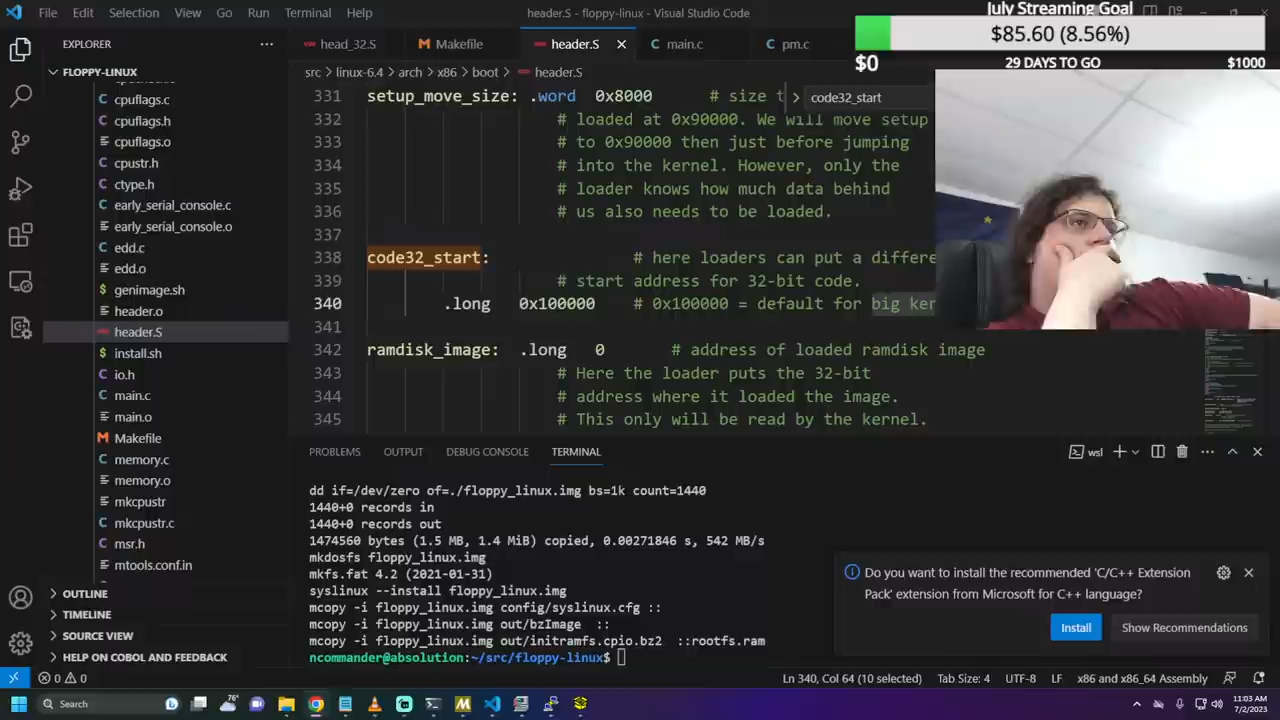 File Edit Selection View Go Run Terminal Help
header.S - floppy-linux - Visual Studio Code
July Streaming Goal
$85.60 (8.56%)
$0 29 DAYS TO GO $1000
EXPLORER
FLOPPY-LINUX
cpuflags.c
cpuflags.h
cpuflags.o
cpustr.h
ctype.h
early_serial_console.c
early_serial_console.o
edd.c
edd.o
genimage.sh
header.o
header.S
install.sh
io.h
main.c
main.o
Makefile
memory.c
memory.o
mkcpustr
mkcpustr.c
msr.h
mtools.conf.in
OUTLINE
TIMELINE
SOURCE VIEW
HELP ON COBOL AND FEEDBACK
head_32.S Makefile header.S main.c pm.c
src > linux-6.4 > arch > x86 > boot > header.S
code32_start
331 setup_move_size: .word 0x8000 # size t
332 # loaded at 0x90000. We will move setup
333 # to 0x90000 then just before jumping
334 # into the kernel. However, only the
335 # loader knows how much data behind
336 # us also needs to be loaded.
337
338 code32_start: # here loaders can put a differe
339 # start address for 32-bit code.
340 .long 0x100000 # 0x100000 = default for big ker
341
342 ramdisk_image: .long 0 # address of loaded ramdisk image
343 # Here the loader puts the 32-bit
344 # address where it loaded the image.
345 # This only will be read by the kernel.
PROBLEMS OUTPUT DEBUG CONSOLE TERMINAL
wsl
dd if=/dev/zero of=./floppy_linux.img bs=1k count=1440
1440+0 records in
1440+0 records out
1474560 bytes (1.5 MB, 1.4 MiB) copied, 0.00271846 s, 542 MB/s
mkdosfs floppy_linux.img
mkfs.fat 4.2 (2021-01-31)
syslinux --install floppy_linux.img
mcopy -i floppy_linux.img config/syslinux.cfg ::
mcopy -i floppy_linux.img out/bzImage ::
mcopy -i floppy_linux.img out/initramfs.cpio.bz2 ::rootfs.ram
ncommander@absolution:~/src/floppy-linux$
Do you want to install the recommended 'C/C++ Extension
Pack' extension from Microsoft for C++ language?
Install Show Recommendations
0 0
Ln 340, Col 64 (10 selected) Tab Size: 4 UTF-8 LF x86 and x86_64 Assembly
Search
76°
11:03 AM
7/2/2023